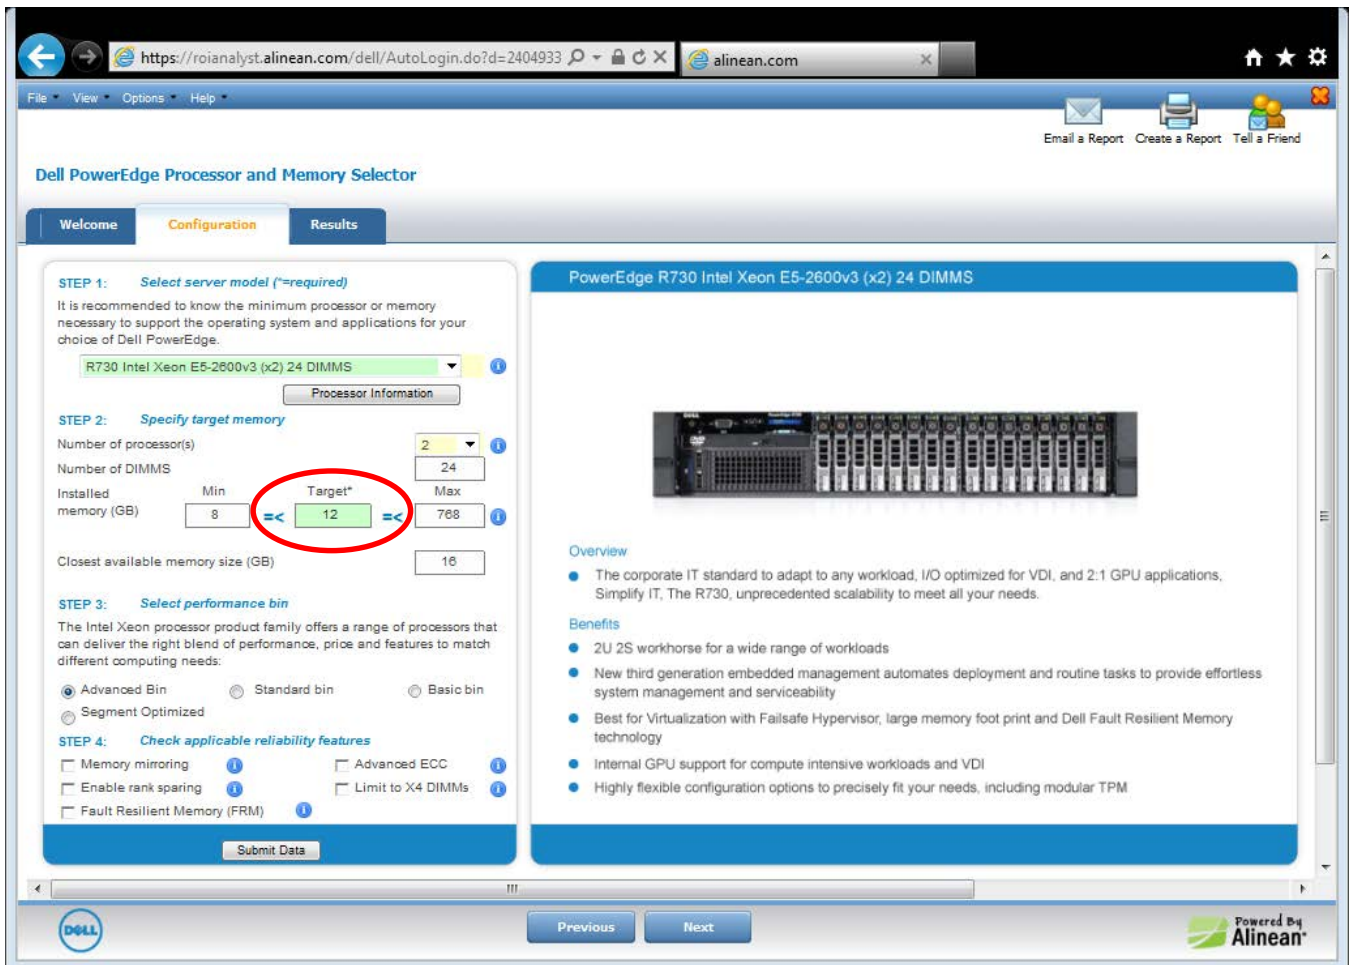 https://roianalyst.alinean.com/dell/AutoLogin.do?d=2404933
alinean.com
File View Options Help
Email a Report Create a Report Tell a Friend
Dell PowerEdge Processor and Memory Selector
Welcome Configuration Results
STEP 1: Select server model (*=required)
It is recommended to know the minimum processor or memory
necessary to support the operating system and applications for your
choice of Dell PowerEdge.
R730 Intel Xeon E5-2600v3 (x2) 24 DIMMS
Processor Information
STEP 2: Specify target memory
Number of processor(s) 2
Number of DIMMS 24
Installed Min Target* Max
memory (GB) 8 =< 12 =< 768
Closest available memory size (GB) 16
STEP 3: Select performance bin
The Intel Xeon processor product family offers a range of processors that
can deliver the right blend of performance, price and features to match
different computing needs:
Advanced Bin Standard bin Basic bin
Segment Optimized
STEP 4: Check applicable reliability features
Memory mirroring Advanced ECC
Enable rank sparing Limit to X4 DIMMs
Fault Resilient Memory (FRM)
Submit Data
PowerEdge R730 Intel Xeon E5-2600v3 (x2) 24 DIMMS
Overview
The corporate IT standard to adapt to any workload, I/O optimized for VDI, and 2:1 GPU applications,
Simplify IT, The R730, unprecedented scalability to meet all your needs.
Benefits
2U 2S workhorse for a wide range of workloads
New third generation embedded management automates deployment and routine tasks to provide effortless
system management and serviceability
Best for Virtualization with Failsafe Hypervisor, large memory foot print and Dell Fault Resilient Memory
technology
Internal GPU support for compute intensive workloads and VDI
Highly flexible configuration options to precisely fit your needs, including modular TPM
DELL
Previous Next
Powered By
Alinean